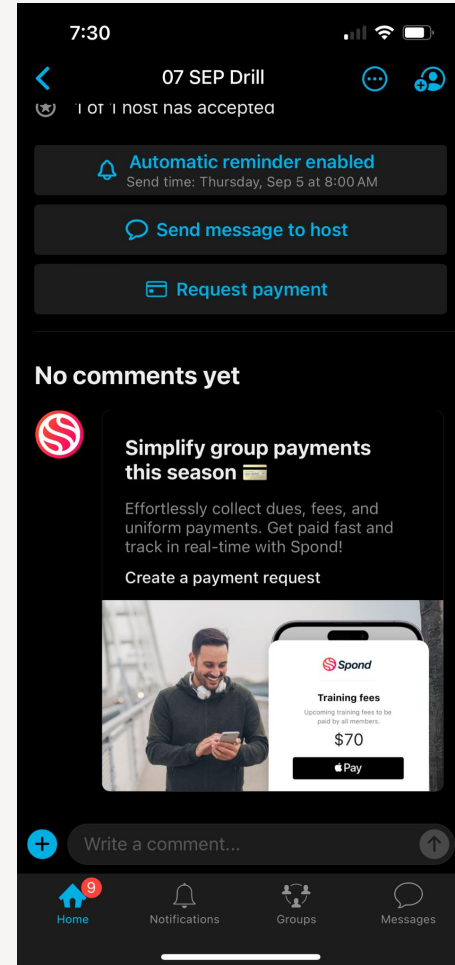 7:30
07 SEP Drill
1 of 1 host has accepted
Automatic reminder enabled
Send time: Thursday, Sep 5 at 8:00 AM
Send message to host
Request payment
No comments yet
Simplify group payments
this season 💳
Effortlessly collect dues, fees, and
uniform payments. Get paid fast and
track in real-time with Spond!
Create a payment request
Spond
Training fees
Upcoming training fees to be
paid by all members.
$70
Pay
Write a comment...
9
Home
Notifications
Groups
Messages